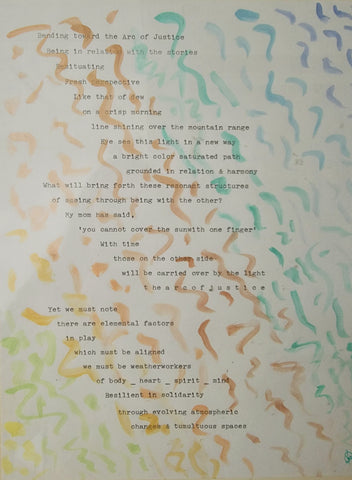 Bending toward the Arc of Justice
Being in relation with the stories
Resituating
Fresh perspective
Like that of dew
on a crisp morning
line shining over the mountain range
Eye see this light in a new way
a bright color saturated path
grounded in relation & harmony
What will bring forth these resonant structures
of seeing through being with the other?
My mom has said,
'you cannot cover the sunwith one finger'
With time
those on the other side
will be carried over by the light
t h e a r c o f j u s t i c e
Yet we must note
there are elemental factors
in play
which must be aligned
we must be weatherworkers
of body _ heart _ spirit _ mind
Resilient in solidarity
through evolving atmospheric
changes & tumultuous spaces